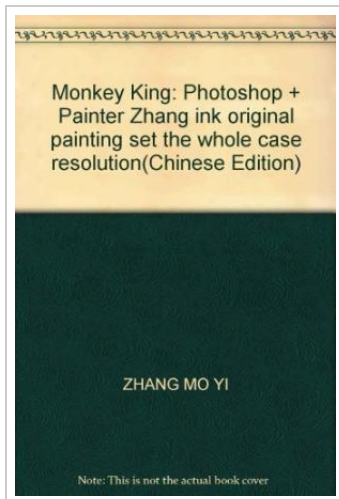 Monkey King: Photoshop +
Painter Zhang ink original
painting set the whole case
resolution(Chinese Edition)
ZHANG MO YI
Note: This is not the actual book cover